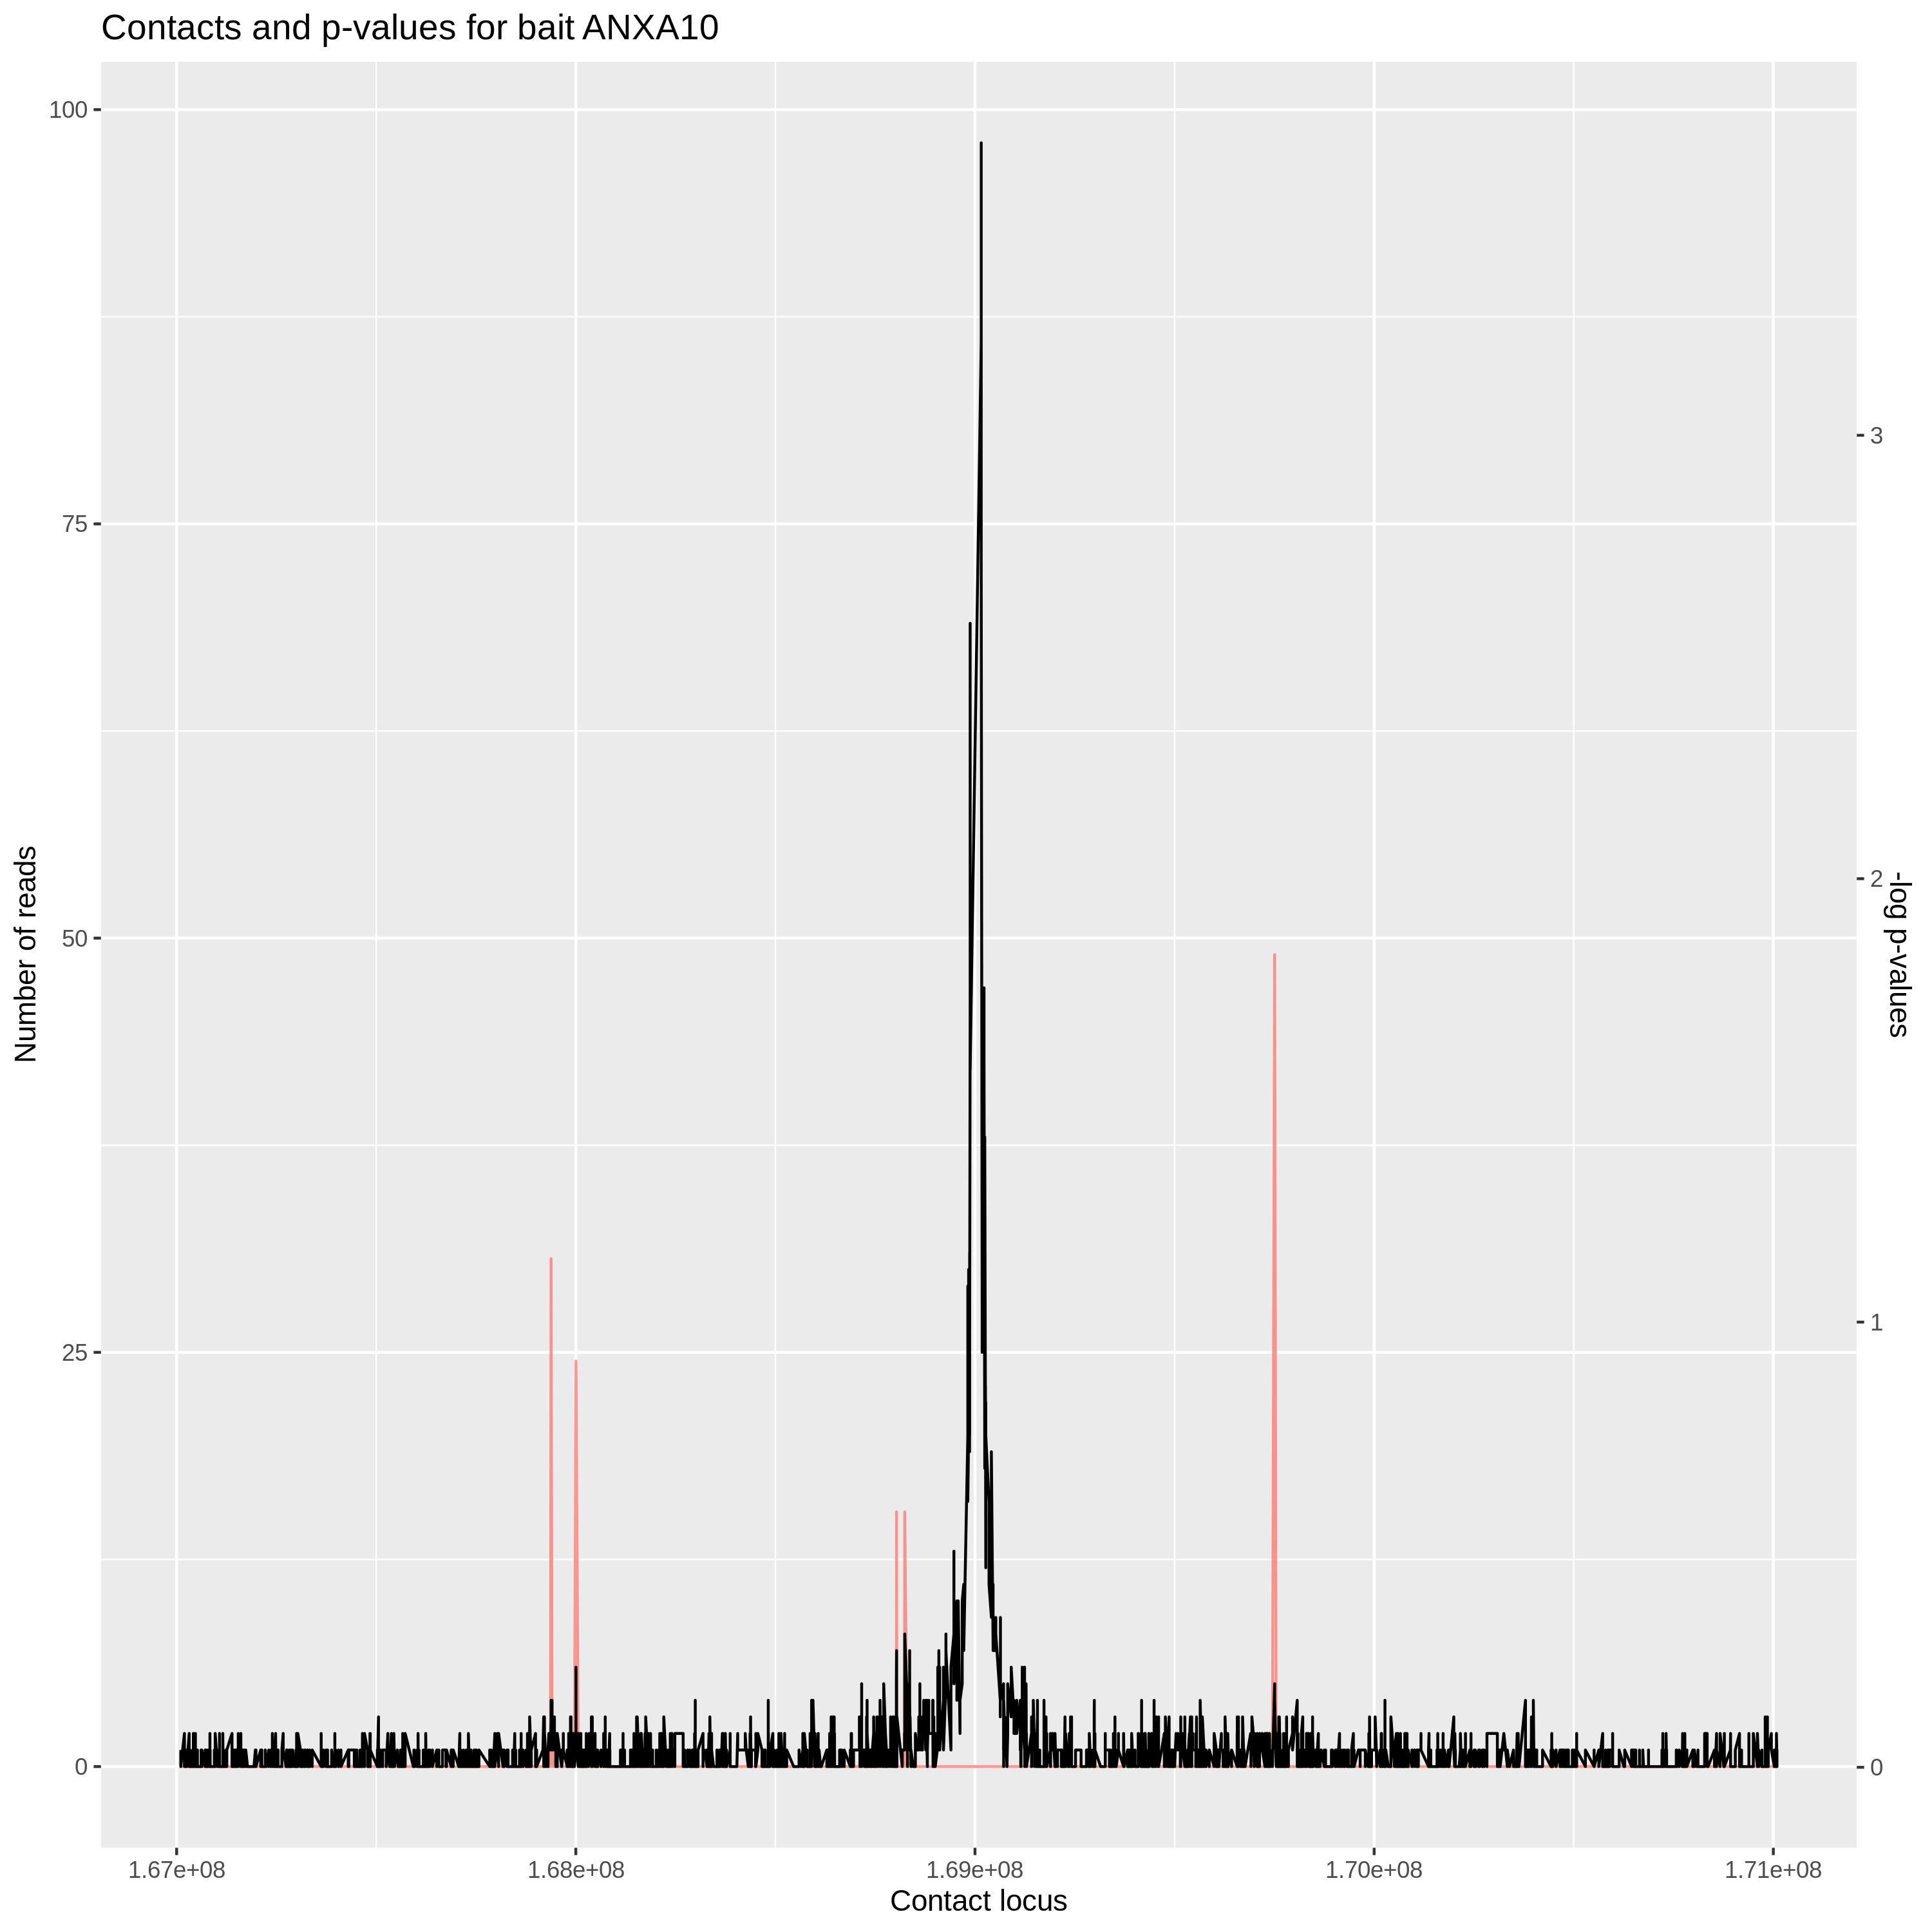 Contacts and p-values for bait ANXA10
100
75
50
25
0
Number of reads
3
2
1
0
-log p-values
1.67e+08
1.68e+08
1.69e+08
1.70e+08
1.71e+08
Contact locus